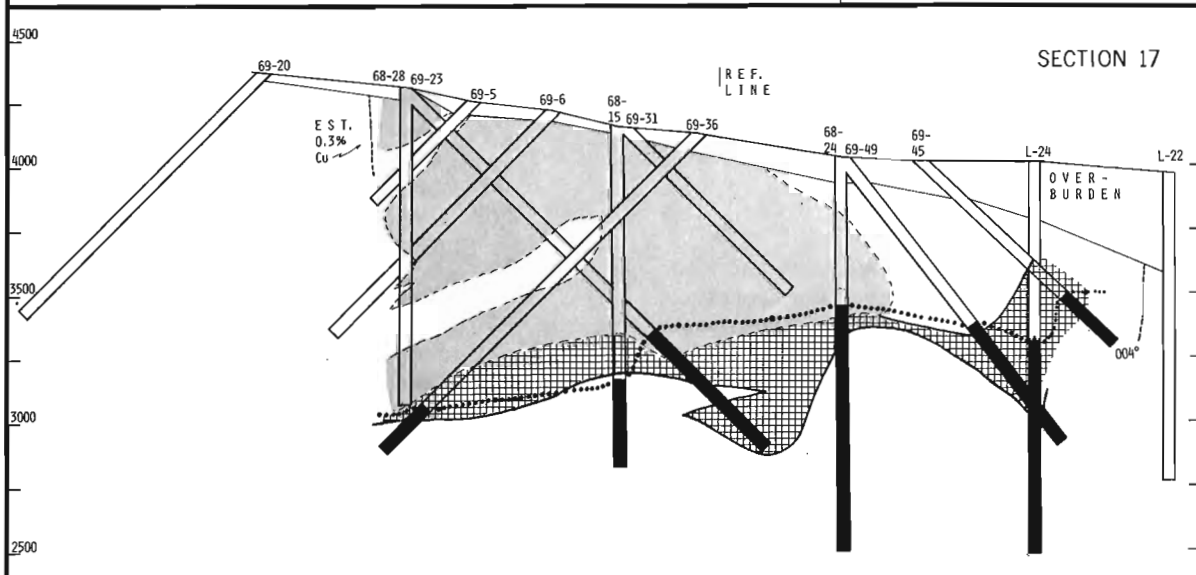 4500
SECTION 17
69-20
68-28 69-23
69-5
69-6
68-
15
69-31
REF.
LINE
69-36
68-
24
69-49
69-
45
L-24
L-22
EST.
0.3%
Cu
4000
OVER-
BURDEN
3500
004°
3000
2500